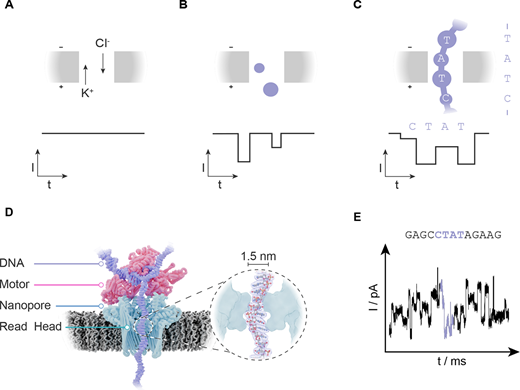 A
B
C
−
Cl⁻
K⁺
+
I
t
−
+
I
t
−
+
T
A
T
C
T
A
T
C
C T A T
I
t
D
1.5 nm
DNA
Motor
Nanopore
Read Head
E
GAGCCTATAGAAG
I / pA
t / ms